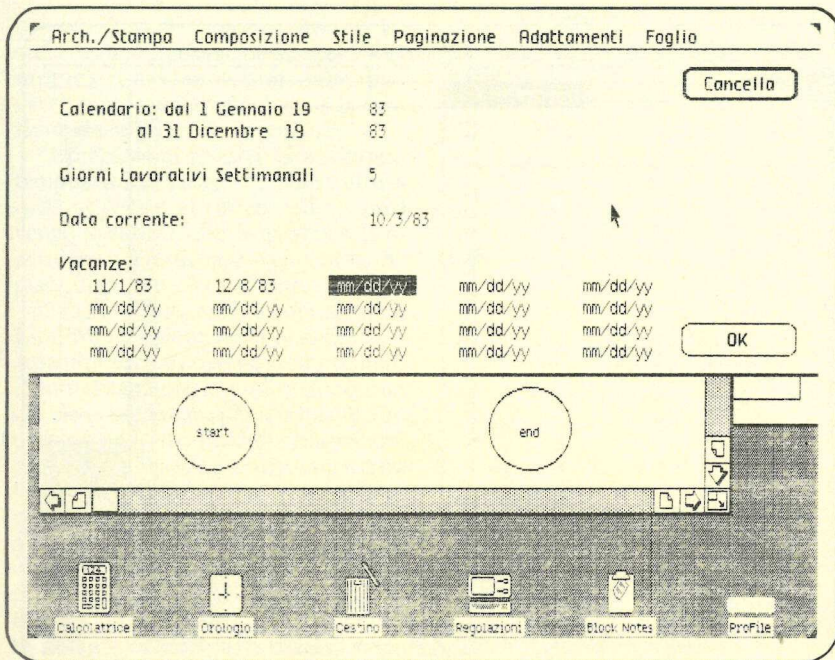 Arch./Stampa Composizione Stile Paginazione Adattamenti Foglio
Cancella
Calendario: dal 1 Gennaio 19 83
al 31 Dicembre 19 83
Giorni Lavorativi Settimanali 5
Data corrente: 10/3/83
Vacanze:
11/1/83 12/8/83 mm/dd/yy mm/dd/yy mm/dd/yy
mm/dd/yy mm/dd/yy mm/dd/yy mm/dd/yy mm/dd/yy
mm/dd/yy mm/dd/yy mm/dd/yy mm/dd/yy mm/dd/yy
mm/dd/yy mm/dd/yy mm/dd/yy mm/dd/yy mm/dd/yy
OK
start end
Calcolatrice Orologio Cestino Regolazioni Block Notes ProFile